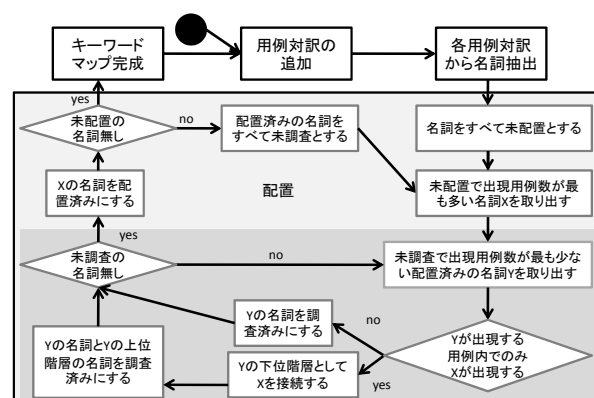 キーワード
マップ完成
用例対訳の
追加
各用例対訳
から名詞抽出
yes
未配置の
名詞無し
no
配置済みの名詞を
すべて未調査とする
名詞をすべて未配置とする
Xの名詞を配
置済みにする
配置
未配置で出現用例数が最
も多い名詞Xを取り出す
yes
未調査の
名詞無し
no
未調査で出現用例数が最も少な
い配置済みの名詞Yを取り出す
Yの名詞を調
査済みにする
no
Yが出現する
用例内でのみ
Xが出現する
Yの名詞とYの上位
階層の名詞を調査
済みにする
Yの下位階層として
Xを接続する
yes